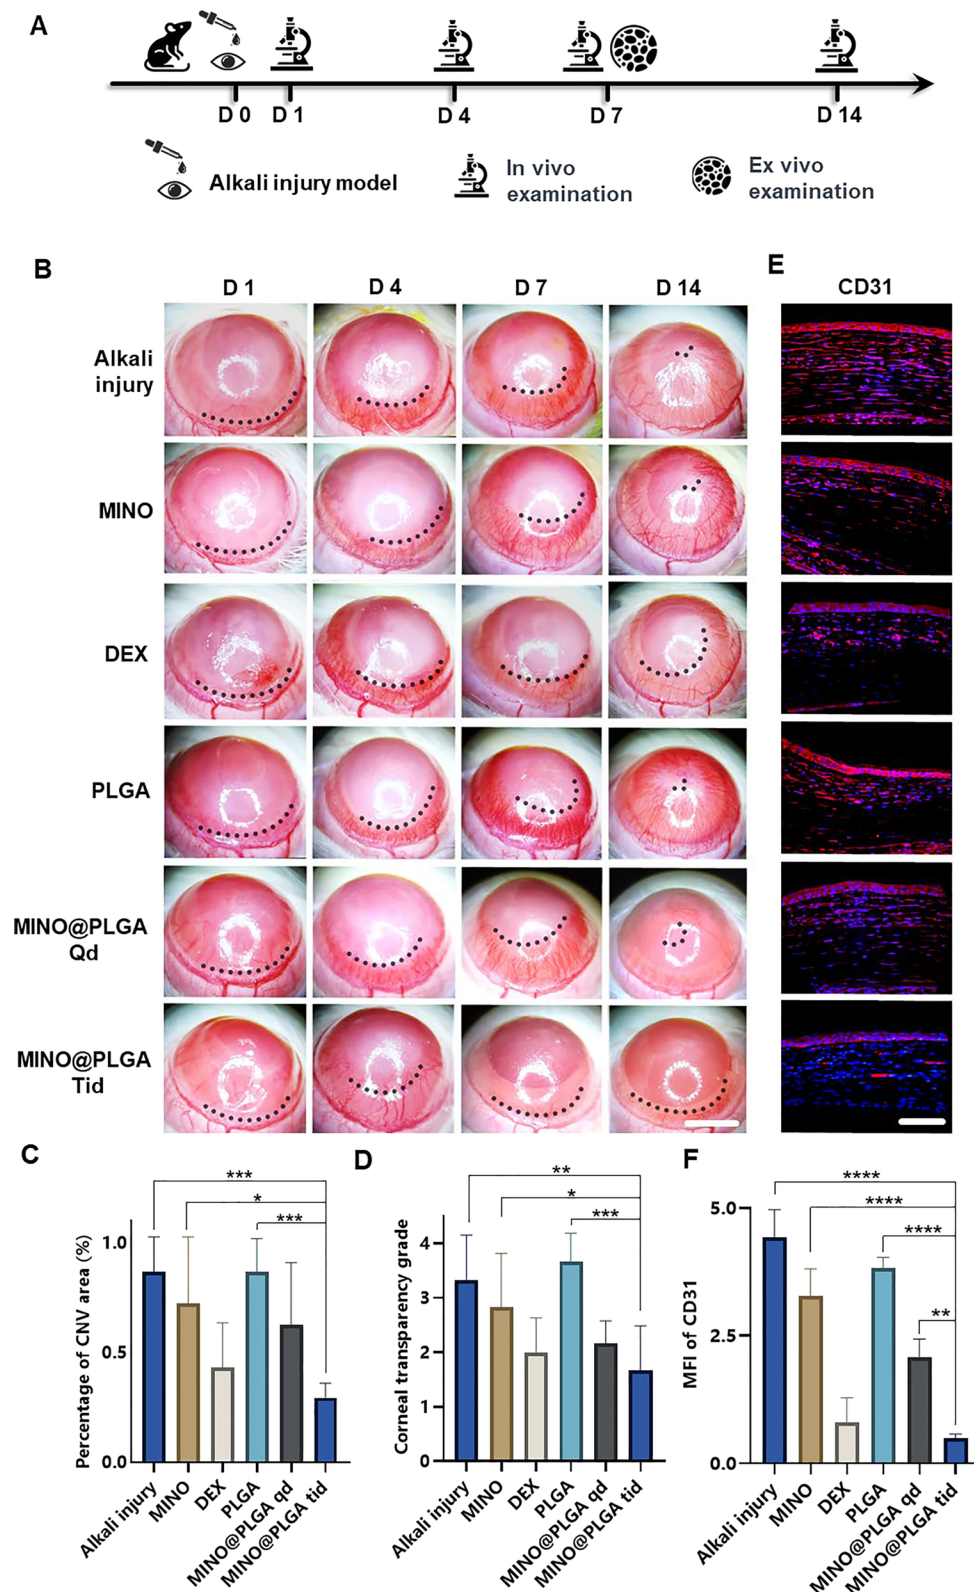 A
D 0
D 1
D 4
D 7
D 14
Alkali injury model
In vivo
examination
Ex vivo
examination
B
D 1
D 4
D 7
D 14
E
CD31
Alkali
injury
MINO
DEX
PLGA
MINO@PLGA
Qd
MINO@PLGA
Tid
C
***
*
***
Percentage of CNV area (%)
1.0
0.5
0.0
Alkali injury
MINO
DEX
PLGA
MINO@PLGA qd
MINO@PLGA tid
D
**
*
***
Corneal transparency grade
4
3
2
1
0
Alkali injury
MINO
DEX
PLGA
MINO@PLGA qd
MINO@PLGA tid
F
****
****
****
**
MFI of CD31
5.0
2.5
0.0
Alkali injury
MINO
DEX
PLGA
MINO@PLGA qd
MINO@PLGA tid